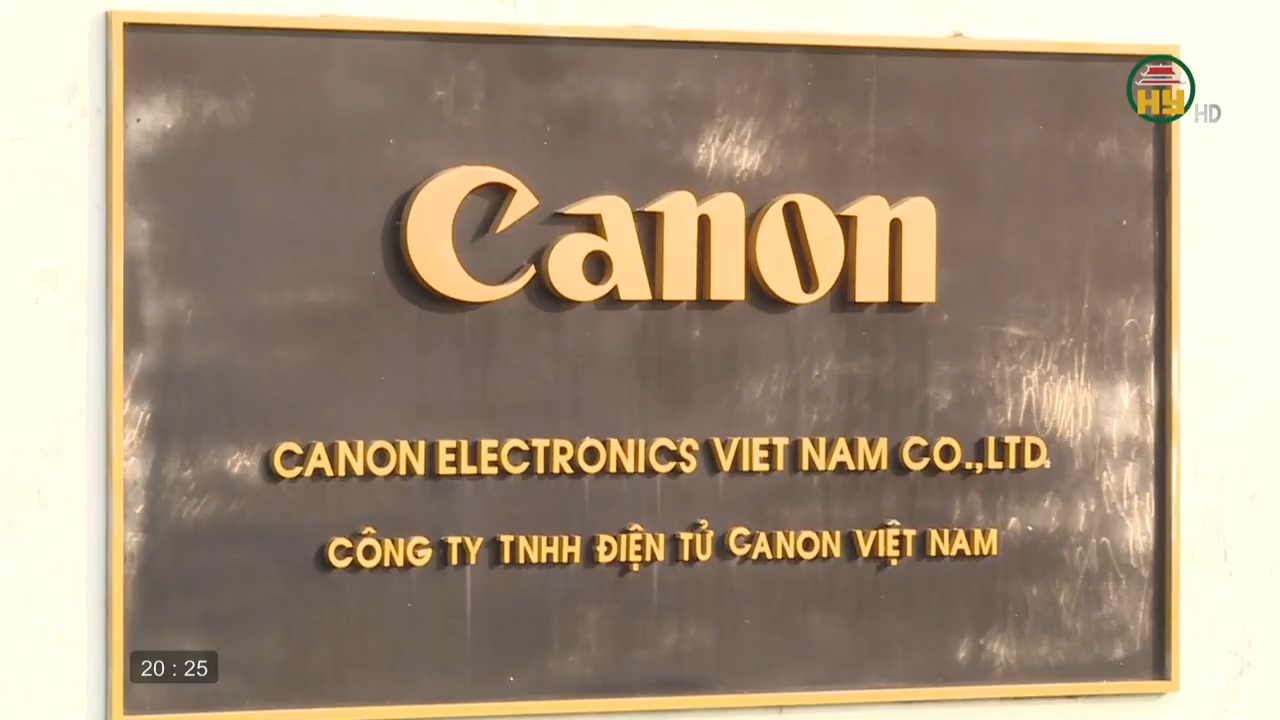 HY HD
Canon
CANON ELECTRONICS VIET NAM CO.,LTD.
CÔNG TY TNHH ĐIỆN TỬ CANON VIỆT NAM
20 : 25